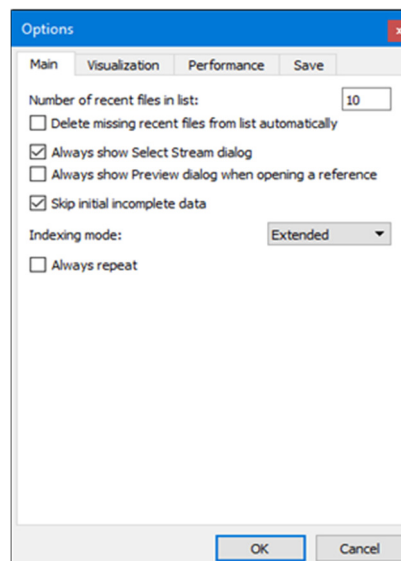 Options
x
Main Visualization Performance Save
Number of recent files in list: 10
Delete missing recent files from list automatically
Always show Select Stream dialog
Always show Preview dialog when opening a reference
Skip initial incomplete data
Indexing mode: Extended
Always repeat
OK Cancel